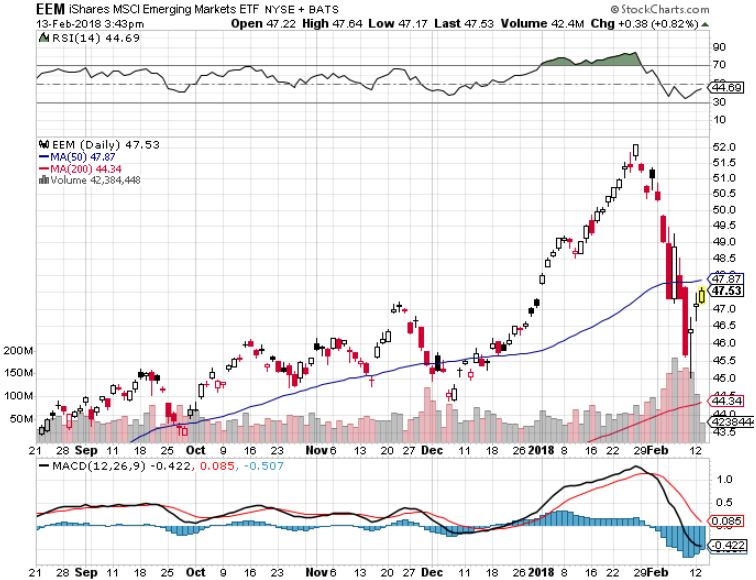 EEM iShares MSCI Emerging Markets ETF NYSE + BATS © StockCharts.com
13-Feb-2018 3:43pm Open 47.22 High 47.64 Low 47.17 Last 47.53 Volume 42.4M Chg +0.38 (+0.82%)
RSI(14) 44.69
90
70
50
44.69
30
10
EEM (Daily) 47.53
MA(50) 47.87
MA(200) 44.34
Volume 42,384,448
52.0
51.5
51.0
50.5
50.0
49.5
49.0
48.5
47.87
47.53
47.0
46.5
46.0
200M
45.5
150M
45.0
100M
44.34
44.0
50M
4238444
43.5
21 28 Sep 11 18 25 Oct 9 16 23 Nov 6 13 20 27 Dec 11 18 26 2018 8 16 22 29 Feb 12
MACD(12,26,9) -0.422, 0.085, -0.507
1.0
0.5
0.085
-0.422
21 28 Sep 11 18 25 Oct 9 16 23 Nov 6 13 20 27 Dec 11 18 26 2018 8 16 22 29 Feb 12